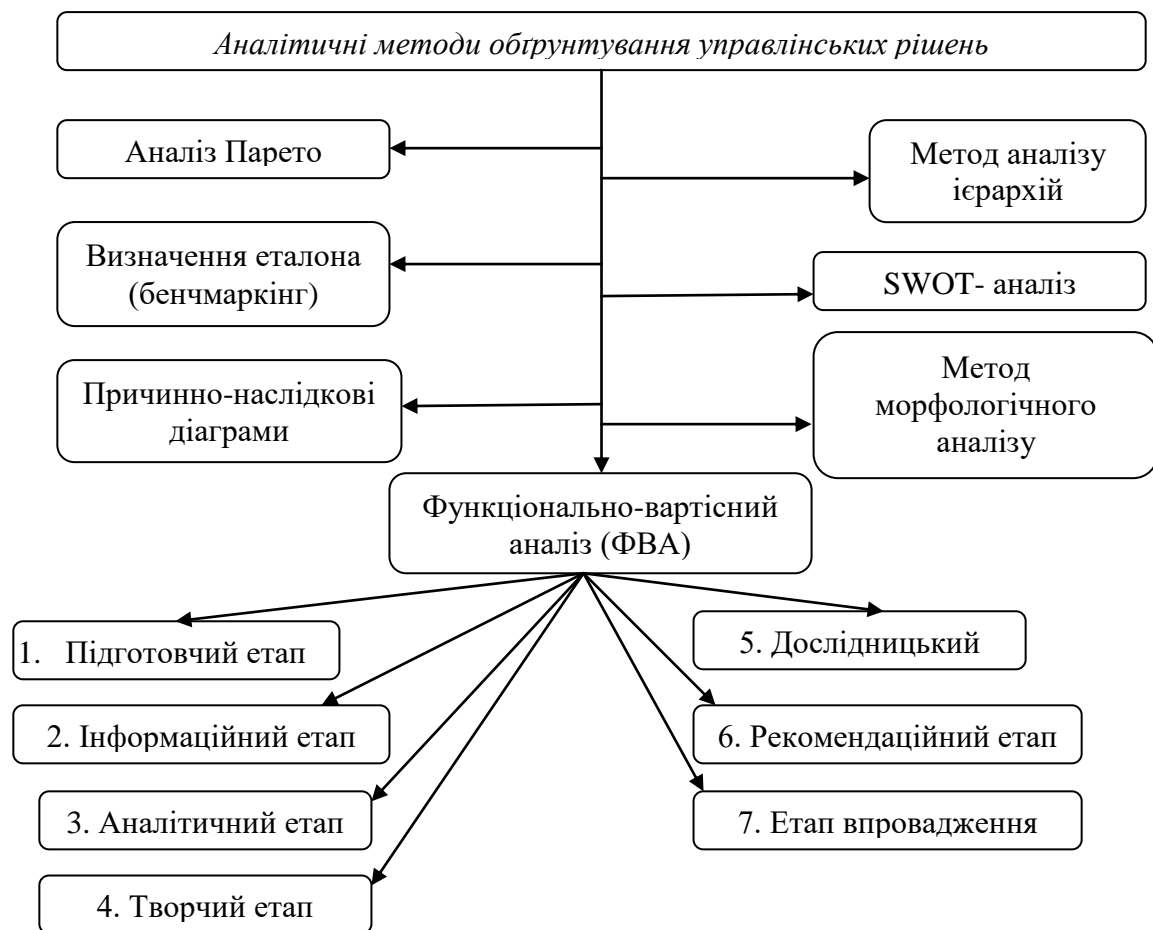 Аналітичні методи обґрунтування управлінських рішень
Аналіз Парето
Метод аналізу
ієрархій
Визначення еталона
(бенчмаркінг)
SWOT- аналіз
Причинно-наслідкові
діаграми
Метод
морфологічного
аналізу
Функціонально-вартісний
аналіз (ФВА)
1. Підготовчий етап
2. Інформаційний етап
3. Аналітичний етап
4. Творчий етап
5. Дослідницький
6. Рекомендаційний етап
7. Етап впровадження